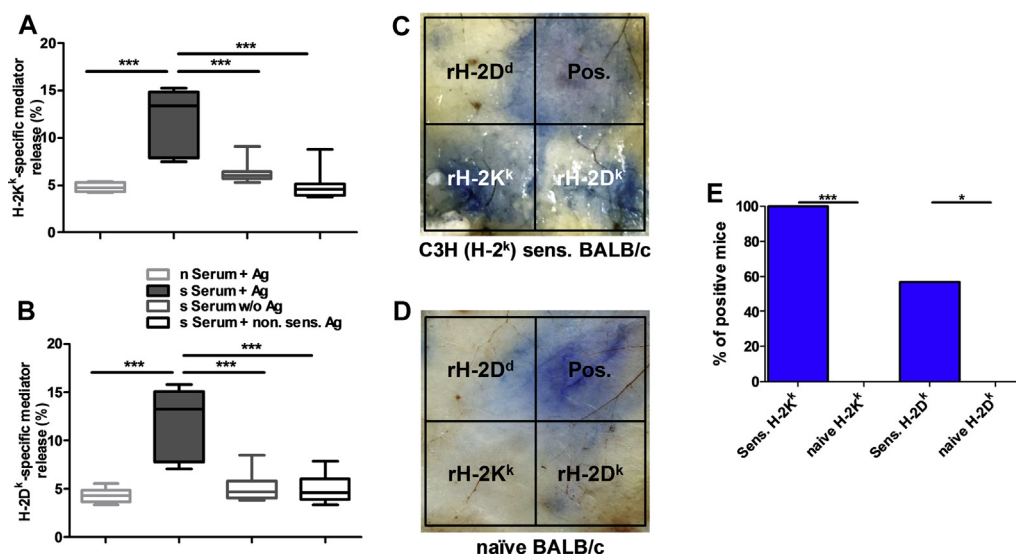 A
H-2Kᵏ-specific mediator
release (%)
20
15
10
5
0
***
***
***
n Serum + Ag
s Serum + Ag
s Serum w/o Ag
s Serum + non. sens. Ag
B
H-2Dᵏ-specific mediator
release (%)
20
15
10
5
0
***
***
***
C
rH-2Dᵈ
Pos.
rH-2Kᵏ
rH-2Dᵏ
C3H (H-2ᵏ) sens. BALB/c
D
rH-2Dᵈ
Pos.
rH-2Kᵏ
rH-2Dᵏ
naïve BALB/c
E
% of positive mice
100
80
60
40
20
0
***
*
Sens. H-2Kᵏ
naive H-2Kᵏ
Sens. H-2Dᵏ
naive H-2Dᵏ